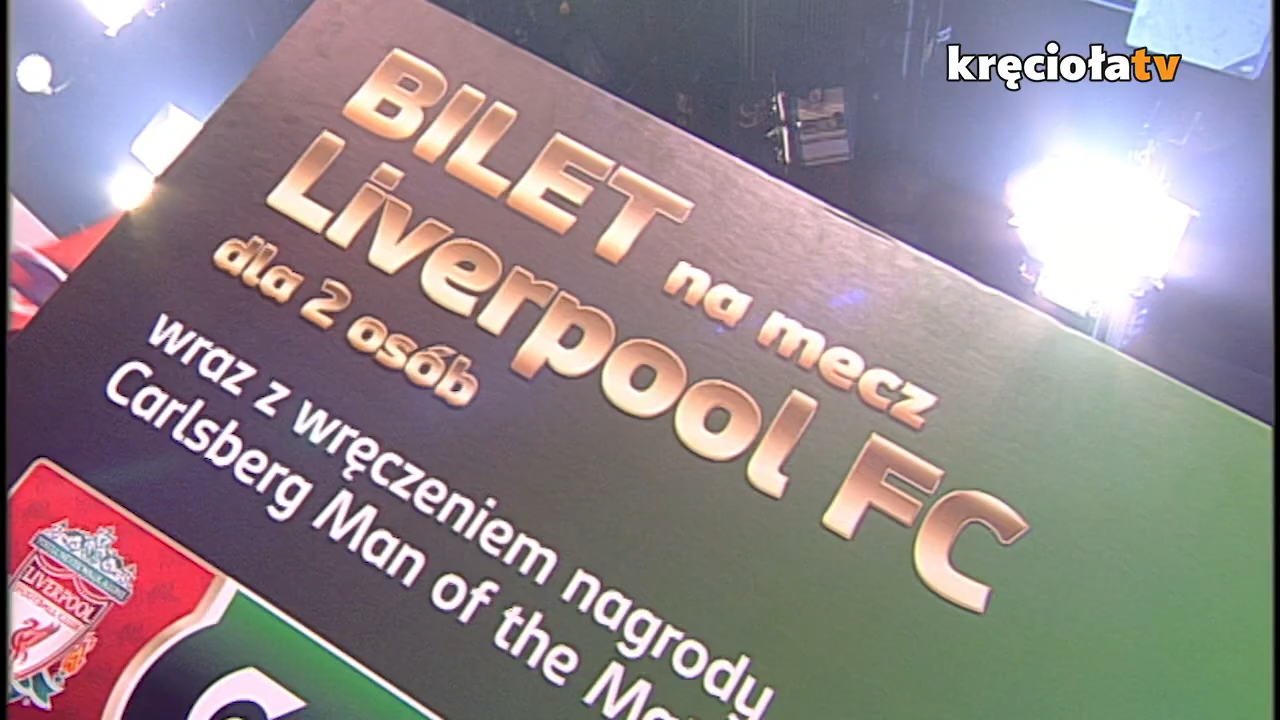 kręciołatv
BILET na mecz
Liverpool FC
dla 2 osób
wraz z wręczeniem nagrody
Carlsberg Man of the
LIVERPOOL